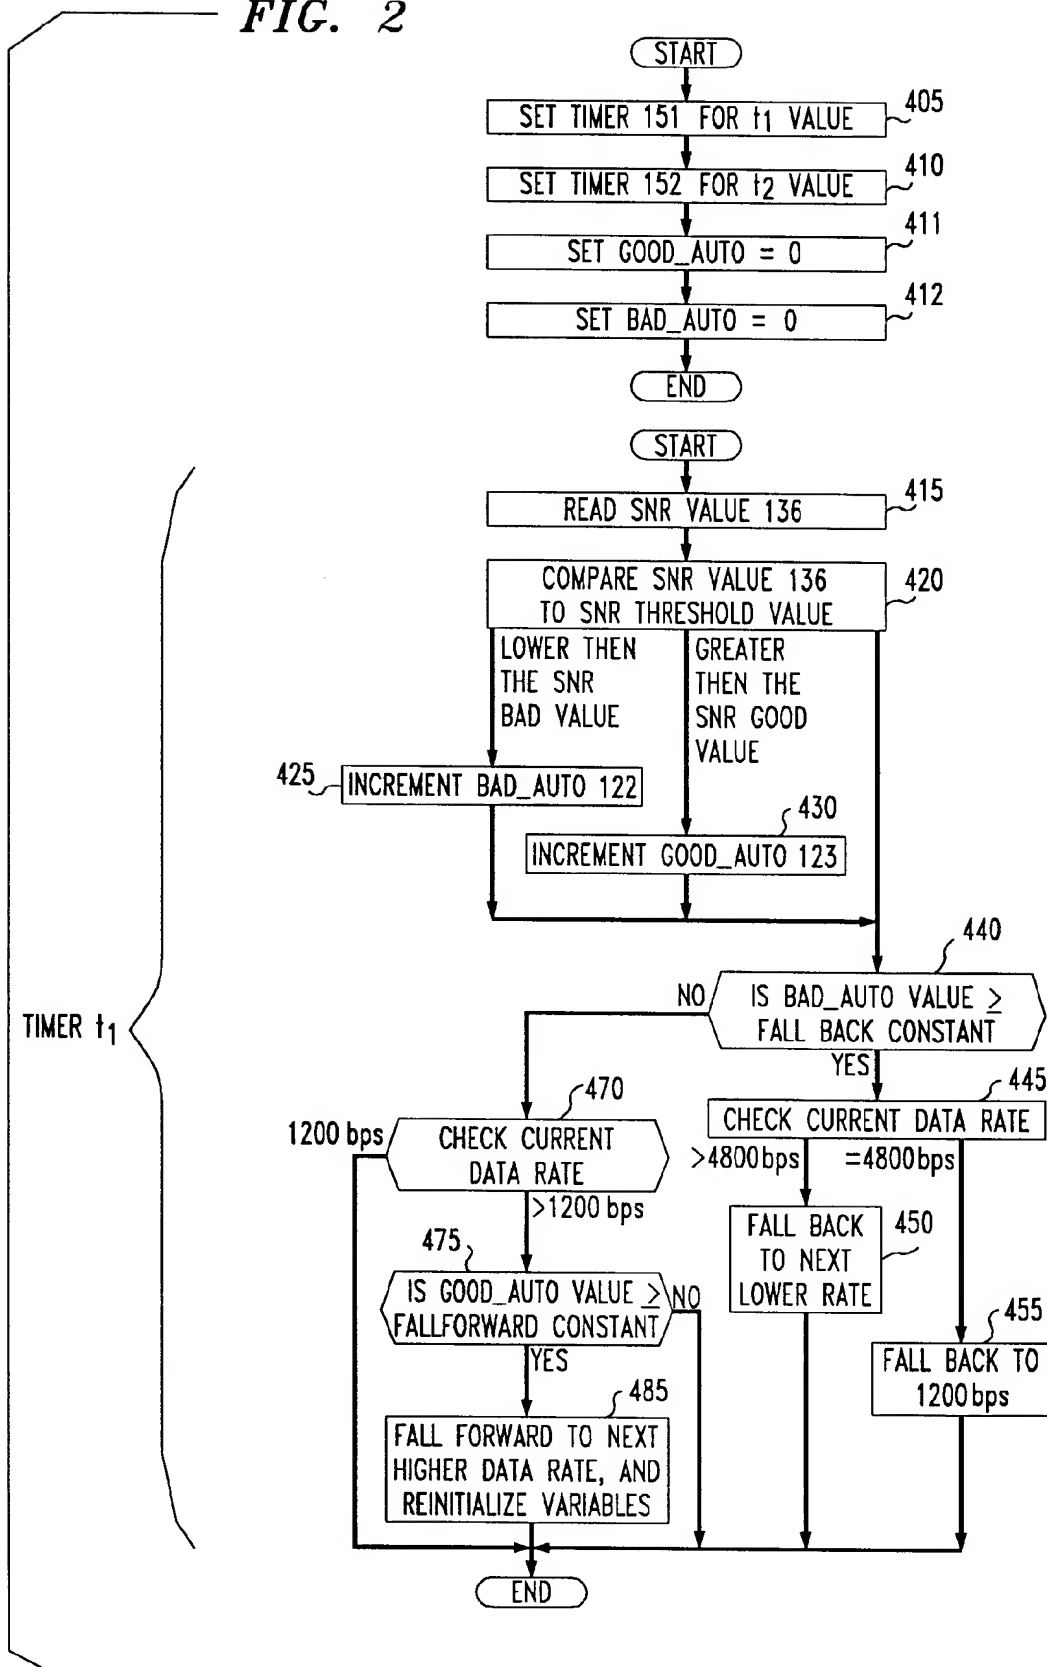 FIG. 2
START
SET TIMER 151 FOR t1 VALUE
405
SET TIMER 152 FOR t2 VALUE
410
SET GOOD_AUTO = 0
411
SET BAD_AUTO = 0
412
END
START
READ SNR VALUE 136
415
COMPARE SNR VALUE 136
TO SNR THRESHOLD VALUE
420
LOWER THEN
THE SNR
BAD VALUE
GREATER
THEN THE
SNR GOOD
VALUE
425
INCREMENT BAD_AUTO 122
430
INCREMENT GOOD_AUTO 123
440
IS BAD_AUTO VALUE ≥
FALL BACK CONSTANT
NO
YES
TIMER t1
445
CHECK CURRENT DATA RATE
>4800 bps
=4800 bps
470
CHECK CURRENT
DATA RATE
1200 bps
>1200 bps
450
FALL BACK
TO NEXT
LOWER RATE
475
IS GOOD_AUTO VALUE ≥
FALLFORWARD CONSTANT
NO
YES
455
FALL BACK TO
1200 bps
485
FALL FORWARD TO NEXT
HIGHER DATA RATE, AND
REINITIALIZE VARIABLES
END